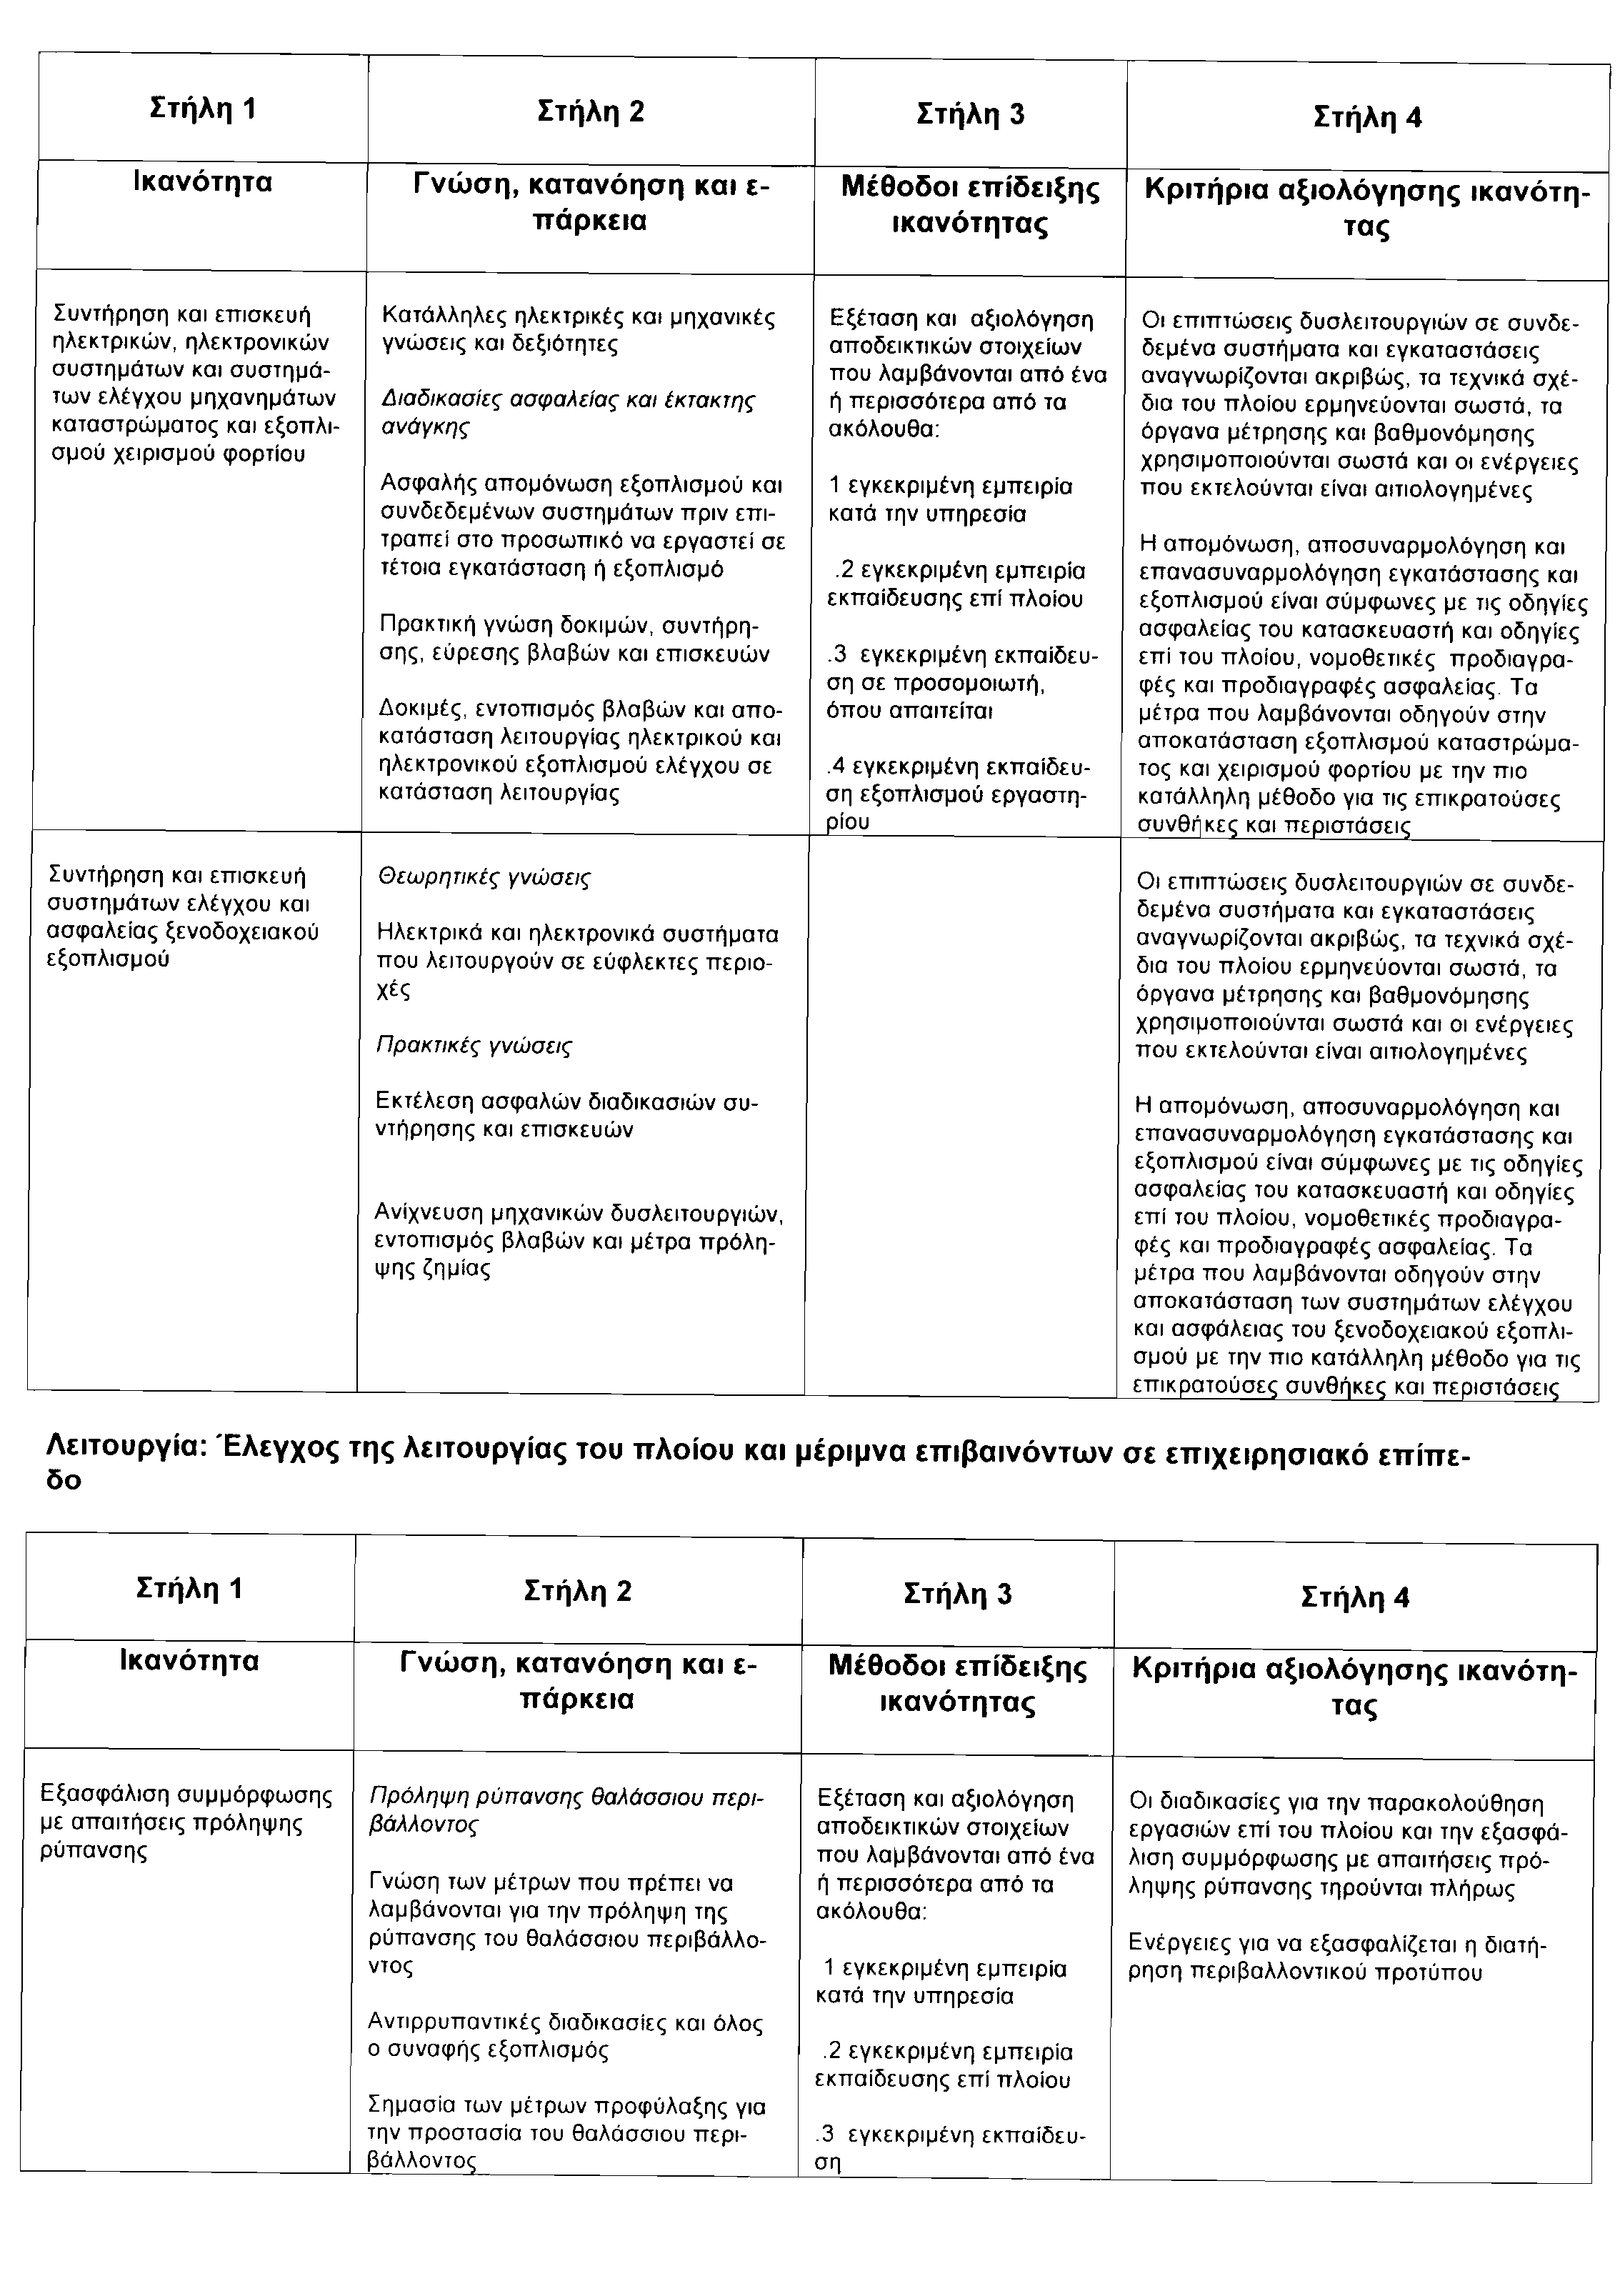 Στήλη 1
Στήλη 2
Στήλη 3
Στήλη 4
Ικανότητα
Γνώση, κατανόηση και ε-
πάρκεια
Μέθοδοι επίδειξης
ικανότητας
Κριτήρια αξιολόγησης ικανότη-
τας
Συντήρηση και επισκευή
ηλεκτρικών, ηλεκτρονικών
συστημάτων και συστημά-
των ελέγχου μηχανημάτων
καταστρώματος και εξοπλι-
σμού χειρισμού φορτίου
Κατάλληλες ηλεκτρικές και μηχανικές
γνώσεις και δεξιότητες
Διαδικασίες ασφαλείας και έκτακτης
ανάγκης
Ασφαλής απομόνωση εξοπλισμού και
συνδεδεμένων συστημάτων πριν επι-
τραπεί στο προσωπικό να εργαστεί σε
τέτοια εγκατάσταση ή εξοπλισμό
Πρακτική γνώση δοκιμών, συντήρη-
σης, εύρεσης βλαβών και επισκευών
Δοκιμές, εντοπισμός βλαβών και απο-
κατάσταση λειτουργίας ηλεκτρικού και
ηλεκτρονικού εξοπλισμού ελέγχου σε
κατάσταση λειτουργίας
Εξέταση και αξιολόγηση
αποδεικτικών στοιχείων
που λαμβάνονται από ένα
ή περισσότερα από τα
ακόλουθα:
1 εγκεκριμένη εμπειρία
κατά την υπηρεσία
.2 εγκεκριμένη εμπειρία
εκπαίδευσης επί πλοίου
.3 εγκεκριμένη εκπαίδευ-
ση σε προσομοιωτή,
όπου απαιτείται
.4 εγκεκριμένη εκπαίδευ-
ση εξοπλισμού εργαστη-
ρίου
Οι επιπτώσεις δυσλειτουργιών σε συνδε-
δεμένα συστήματα και εγκαταστάσεις
αναγνωρίζονται ακριβώς, τα τεχνικά σχέ-
δια του πλοίου ερμηνεύονται σωστά, τα
όργανα μέτρησης και βαθμονόμησης
χρησιμοποιούνται σωστά και οι ενέργειες
που εκτελούνται είναι αιτιολογημένες
Η απομόνωση, αποσυναρμολόγηση και
επανασυναρμολόγηση εγκατάστασης και
εξοπλισμού είναι σύμφωνες με τις οδηγίες
ασφαλείας του κατασκευαστή και οδηγίες
επί του πλοίου, νομοθετικές προδιαγρα-
φές και προδιαγραφές ασφαλείας. Τα
μέτρα που λαμβάνονται οδηγούν στην
αποκατάσταση εξοπλισμού καταστρώμα-
τος και χειρισμού φορτίου με την πιο
κατάλληλη μέθοδο για τις επικρατούσες
συνθήκες και περιστάσεις
Συντήρηση και επισκευή
συστημάτων ελέγχου και
ασφαλείας ξενοδοχειακού
εξοπλισμού
Θεωρητικές γνώσεις
Ηλεκτρικά και ηλεκτρονικά συστήματα
που λειτουργούν σε εύφλεκτες περιο-
χές
Πρακτικές γνώσεις
Εκτέλεση ασφαλών διαδικασιών συ-
ντήρησης και επισκευών
Ανίχνευση μηχανικών δυσλειτουργιών,
εντοπισμός βλαβών και μέτρα πρόλη-
ψης ζημίας
Οι επιπτώσεις δυσλειτουργιών σε συνδε-
δεμένα συστήματα και εγκαταστάσεις
αναγνωρίζονται ακριβώς, τα τεχνικά σχέ-
δια του πλοίου ερμηνεύονται σωστά, τα
όργανα μέτρησης και βαθμονόμησης
χρησιμοποιούνται σωστά και οι ενέργειες
που εκτελούνται είναι αιτιολογημένες
Η απομόνωση, αποσυναρμολόγηση και
επανασυναρμολόγηση εγκατάστασης και
εξοπλισμού είναι σύμφωνες με τις οδηγίες
ασφαλείας του κατασκευαστή και οδηγίες
επί του πλοίου, νομοθετικές προδιαγρα-
φές και προδιαγραφές ασφαλείας. Τα
μέτρα που λαμβάνονται οδηγούν στην
αποκατάσταση των συστημάτων ελέγχου
και ασφάλειας του ξενοδοχειακού εξοπλι-
σμού με την πιο κατάλληλη μέθοδο για τις
επικρατούσες συνθήκες και περιστάσεις
Λειτουργία: Έλεγχος της λειτουργίας του πλοίου και μέριμνα επιβαινόντων σε επιχειρησιακό επίπε-
δο
Στήλη 1
Στήλη 2
Στήλη 3
Στήλη 4
Ικανότητα
Γνώση, κατανόηση και ε-
πάρκεια
Μέθοδοι επίδειξης
ικανότητας
Κριτήρια αξιολόγησης ικανότη-
τας
Εξασφάλιση συμμόρφωσης
με απαιτήσεις πρόληψης
ρύπανσης
Πρόληψη ρύπανσης θαλάσσιου περι-
βάλλοντος
Γνώση των μέτρων που πρέπει να
λαμβάνονται για την πρόληψη της
ρύπανσης του θαλάσσιου περιβάλλο-
ντος
Αντιρρυπαντικές διαδικασίες και όλος
ο συναφής εξοπλισμός
Σημασία των μέτρων προφύλαξης για
την προστασία του θαλάσσιου περι-
βάλλοντος
Εξέταση και αξιολόγηση
αποδεικτικών στοιχείων
που λαμβάνονται από ένα
ή περισσότερα από τα
ακόλουθα:
1 εγκεκριμένη εμπειρία
κατά την υπηρεσία
.2 εγκεκριμένη εμπειρία
εκπαίδευσης επί πλοίου
.3 εγκεκριμένη εκπαίδευ-
ση
Οι διαδικασίες για την παρακολούθηση
εργασιών επί του πλοίου και την εξασφά-
λιση συμμόρφωσης με απαιτήσεις πρό-
ληψης ρύπανσης τηρούνται πλήρως
Ενέργειες για να εξασφαλίζεται η διατή-
ρηση περιβαλλοντικού προτύπου